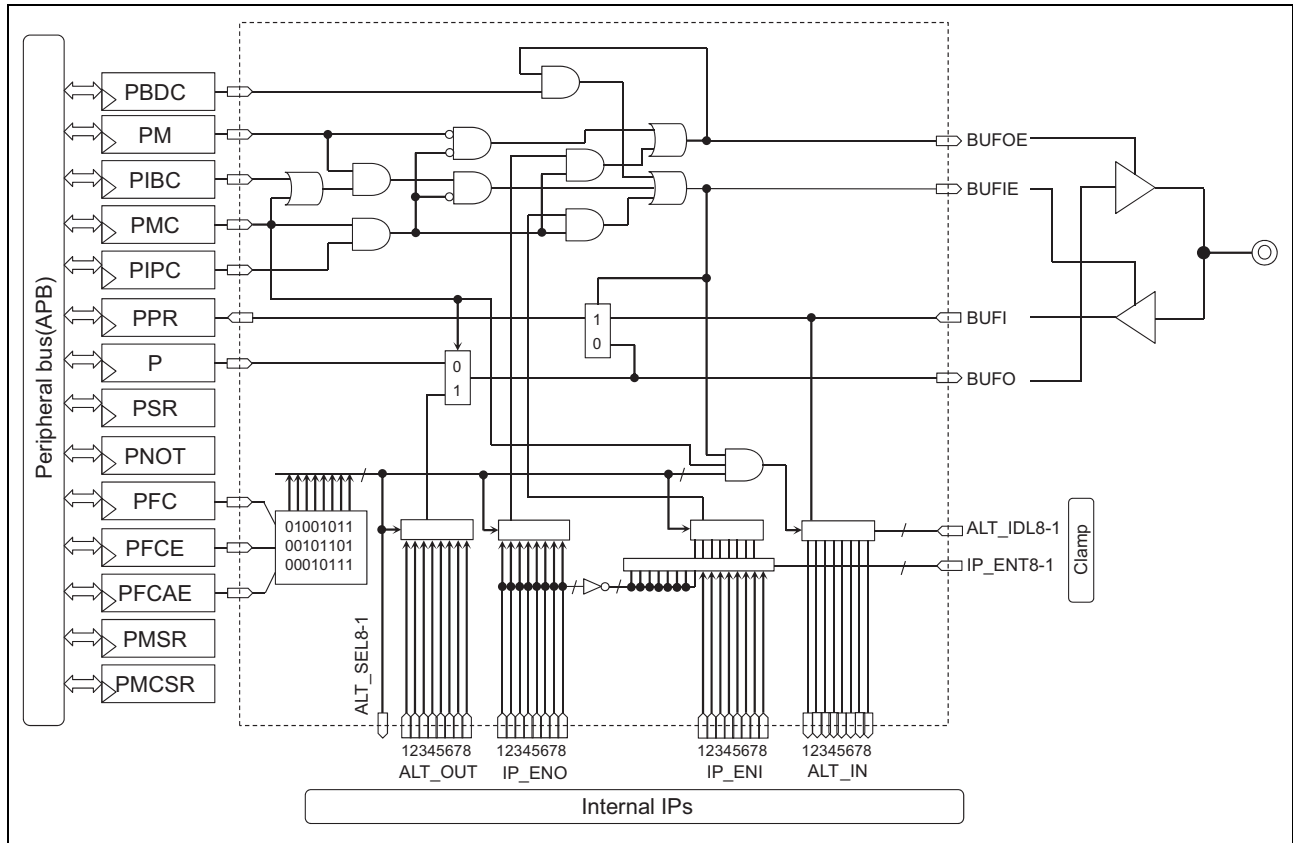 Peripheral bus(APB)
PBDC
PM
PIBC
PMC
PIPC
PPR
P
PSR
PNOT
PFC
PFCE
PFCAE
PMSR
PMCSR
BUFOE
BUFIE
BUFI
BUFO
1
0
0
1
01001011
00101101
00010111
ALT_IDL8-1
IP_ENT8-1
Clamp
ALT_SEL8-1
12345678
ALT_OUT
12345678
IP_ENO
12345678
IP_ENI
12345678
ALT_IN
Internal IPs